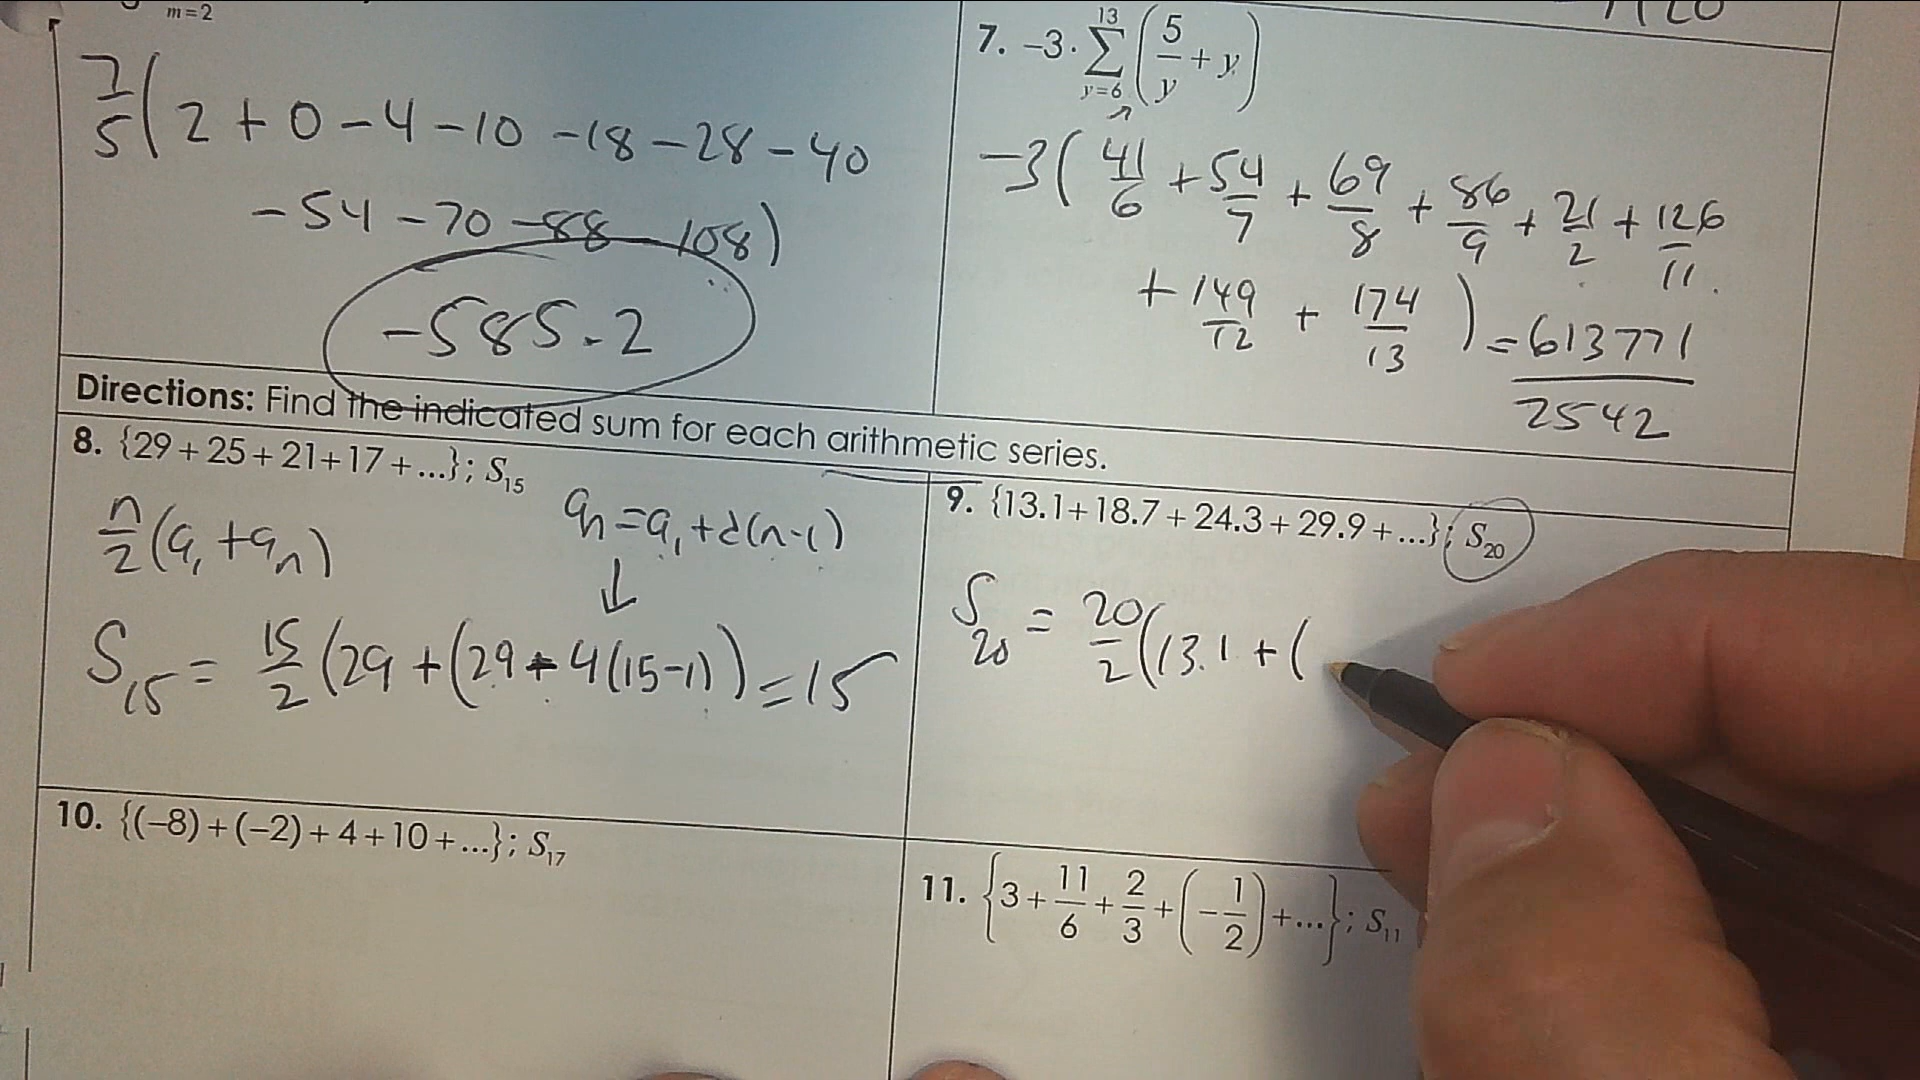 m=2
7/5 (2 + 0 - 4 - 10 - 18 - 28 - 40
- 54 - 70 - 88 - 108)
-585.2
7. -3 · 13 Σ y=6 (5/y + y)
-3 ( 41/6 + 54/7 + 69/8 + 86/9 + 21/2 + 126/11
+ 149/12 + 174/13 ) = 613771/2542
Directions: Find the indicated sum for each arithmetic series.
8. {29 + 25 + 21 + 17 + ...}; S₁₅
n/2 (a₁ + aₙ)
aₙ = a₁ + d(n-1)
↓
S₁₅ = 15/2 (29 + (29 - 4(15-1)) = 15
9. {13.1 + 18.7 + 24.3 + 29.9 + ...}; S₂₀
S₂₀ = 20/2 (13.1 + (
10. {(-8) + (-2) + 4 + 10 + ...}; S₁₇
11. {3 + 11/6 + 2/3 + (-1/2) + ...}; S₁₁